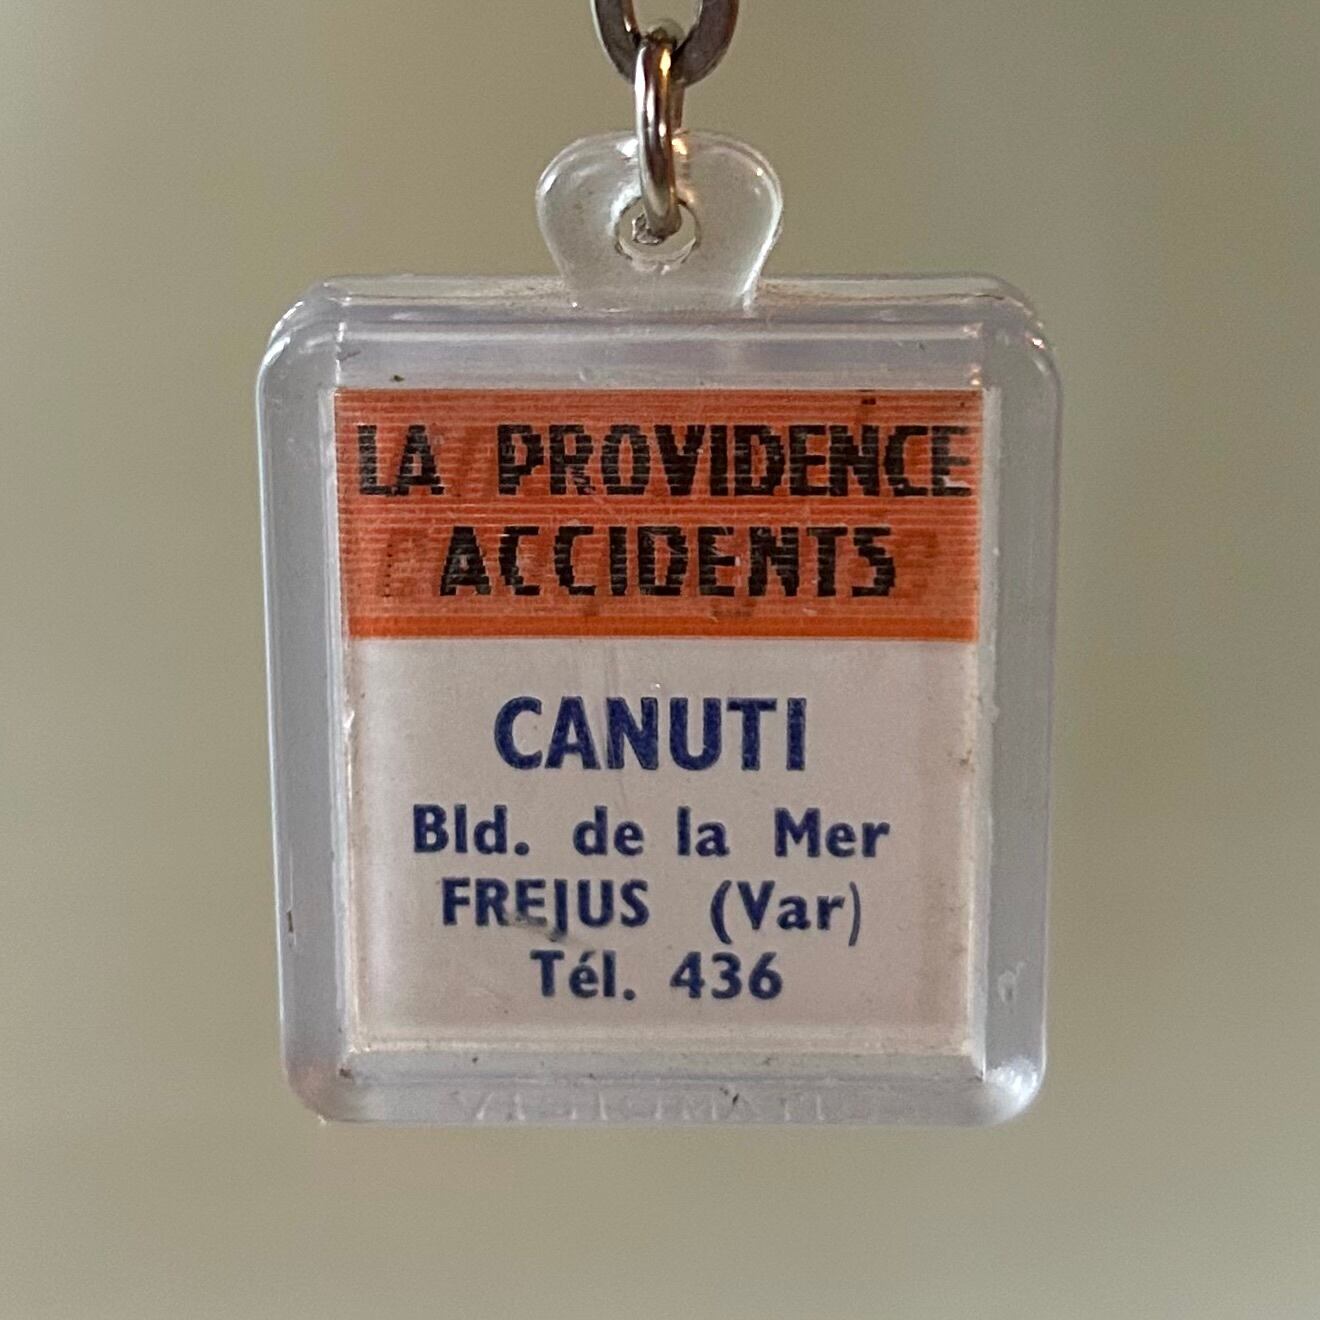 LA PROVIDENCE
ACCIDENTS
CANUTI
Bld. de la Mer
FREJUS (Var)
Tél. 436